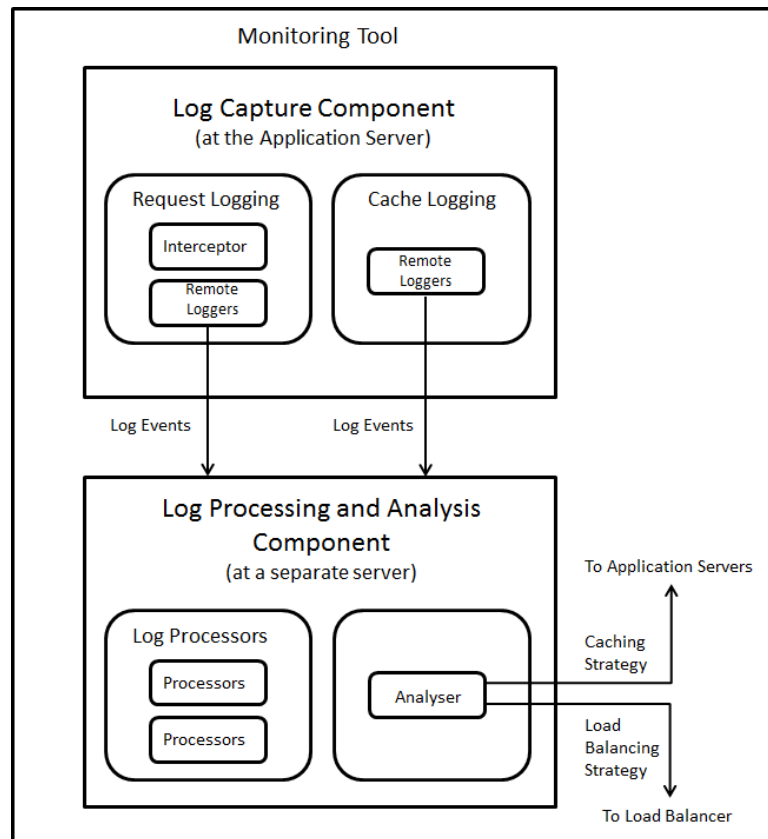 Monitoring Tool
Log Capture Component
(at the Application Server)
Request Logging
Interceptor
Remote
Loggers
Cache Logging
Remote
Loggers
Log Events
Log Events
Log Processing and Analysis
Component
(at a separate server)
Log Processors
Processors
Processors
Analyser
To Application Servers
Caching
Strategy
Load
Balancing
Strategy
To Load Balancer